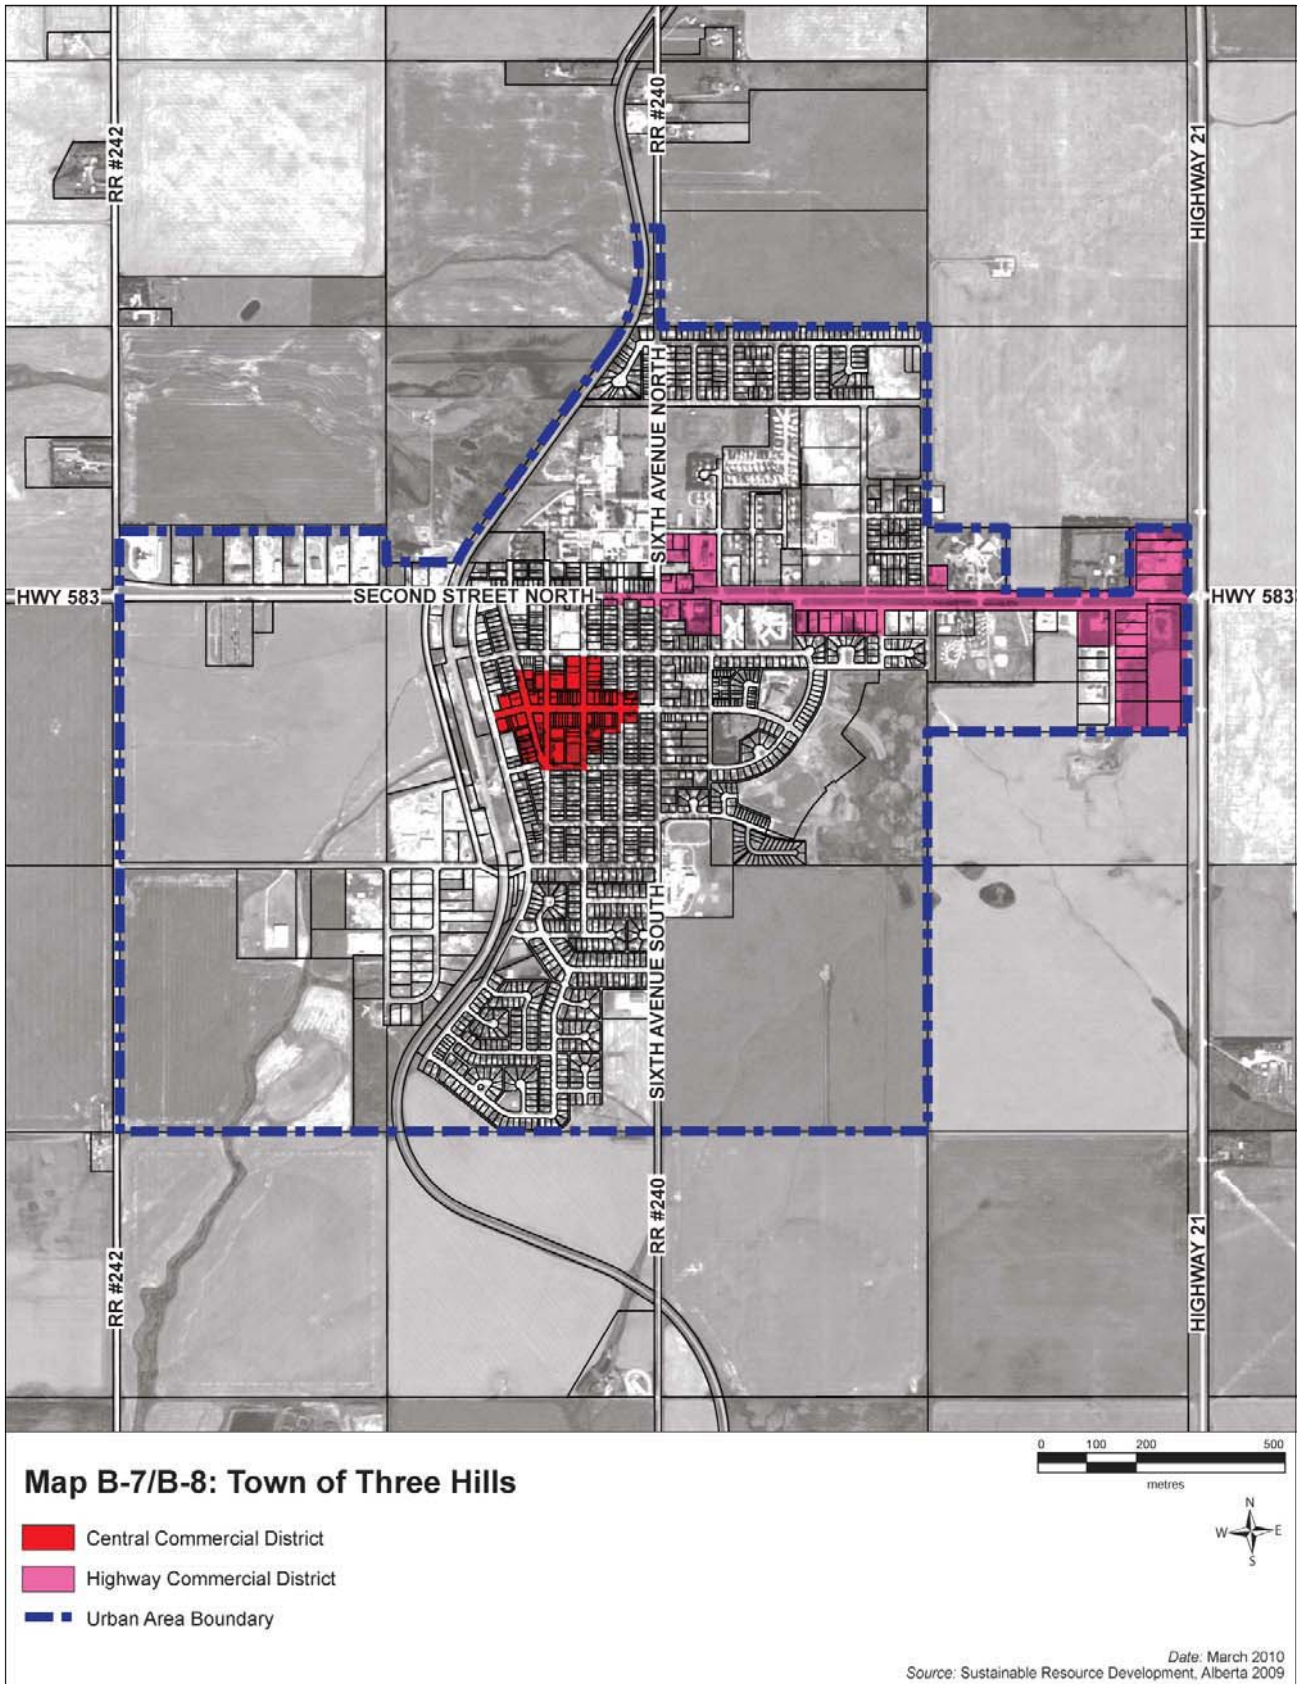 RR #242
RR #240
HIGHWAY 21
SIXTH AVENUE NORTH
HWY 583
SECOND STREET NORTH
HWY 583
SIXTH AVENUE SOUTH
RR #242
RR #240
HIGHWAY 21
0 100 200 500
metres
Map B-7/B-8: Town of Three Hills
Central Commercial District
Highway Commercial District
Urban Area Boundary
N
W E
S
Date: March 2010
Source: Sustainable Resource Development, Alberta 2009